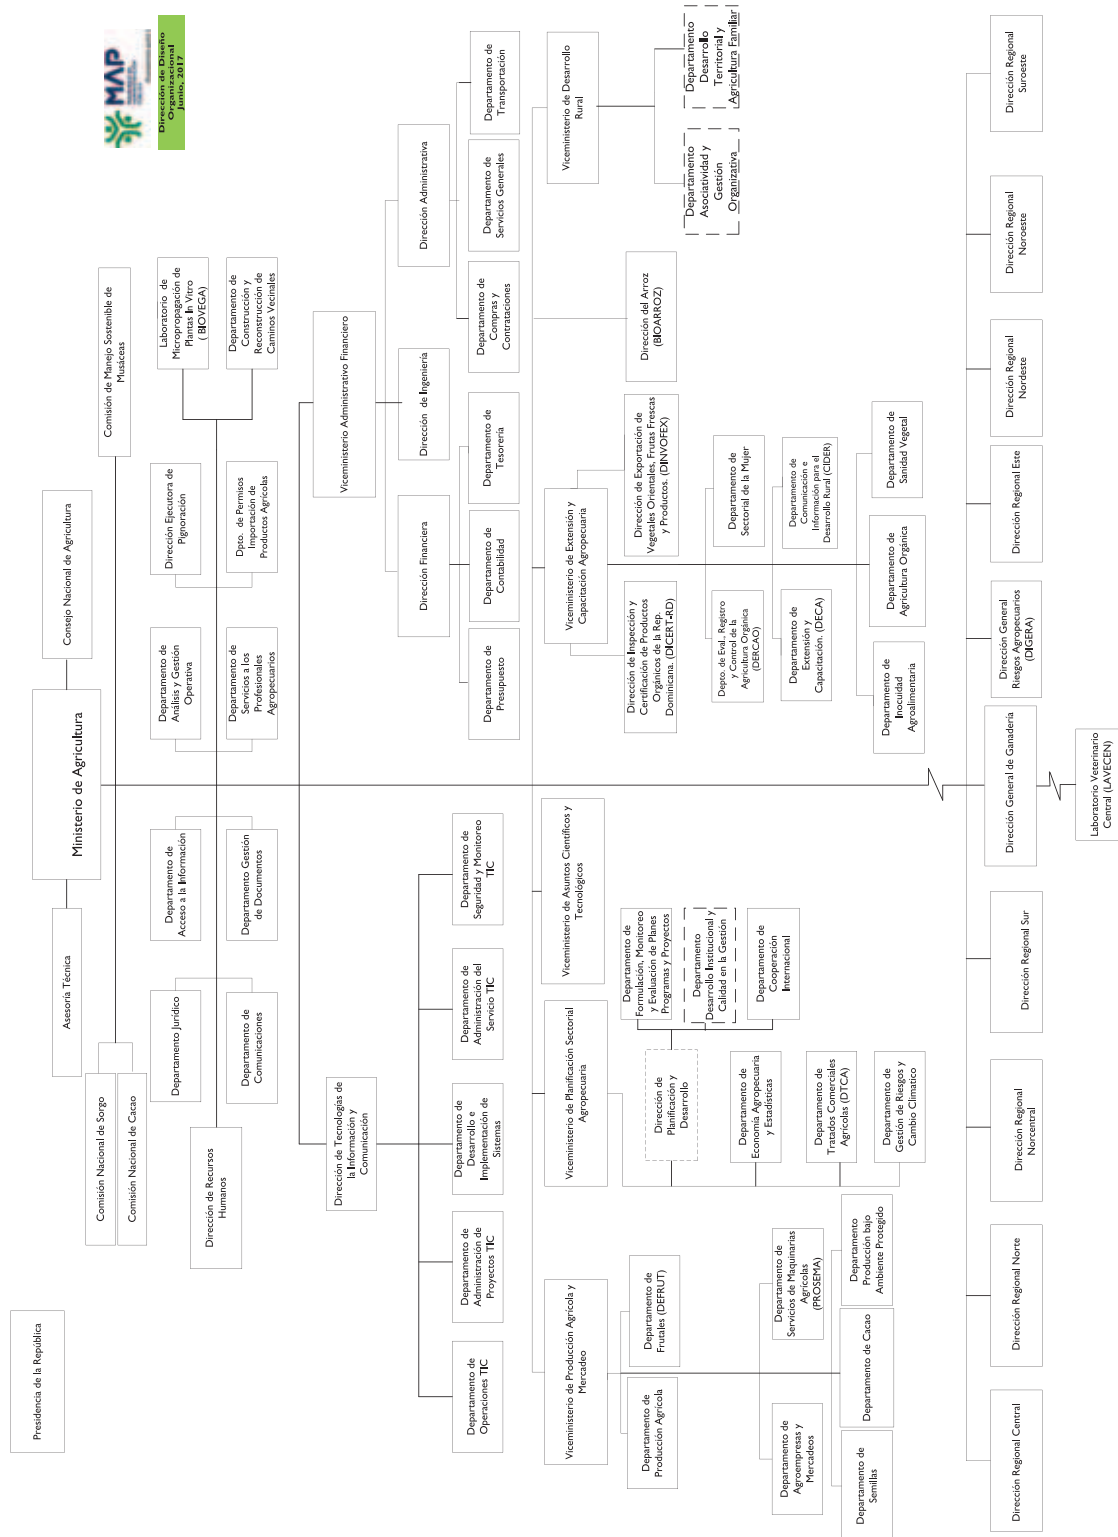 Presidencia de la República
Ministerio de Agricultura
Consejo Nacional de Agricultura
Asesoría Técnica
MAP
Dirección de Diseño
Organizacional
Junio, 2017
Comisión Nacional de Sorgo
Comisión Nacional de Cacao
Comisión de Manejo Sostenible de
Musáceas
Departamento Jurídico
Departamento de
Acceso a la Información
Departamento de
Análisis y Gestión
Operativa
Dirección Ejecutora de
Pignoración
Laboratorio de
Micropropagación de
Plantas In Vitro
( BIOVEGA)
Dirección de Recursos
Humanos
Departamento de
Comunicaciones
Departamento Gestión
de Documentos
Departamento de
Servicios a los
Profesionales
Agropecuarios
Dpto. de Permisos
Importación de
Productos Agrícolas
Departamento de
Construcción y
Reconstrucción de
Caminos Vecinales
Dirección de Tecnologías de
la Información y
Comunicación
Viceministerio Administrativo Financiero
Dirección Financiera
Dirección de Ingeniería
Dirección Administrativa
Departamento de
Operaciones TIC
Departamento de
Administración de
Proyectos TIC
Departamento de
Desarrollo e
Implementación de
Sistemas
Departamento de
Administración del
Servicio TIC
Departamento de
Seguridad y Monitoreo
TIC
Departamento de
Presupuesto
Departamento de
Contabilidad
Departamento de
Tesorería
Departamento de
Compras y
Contrataciones
Departamento de
Servicios Generales
Departamento de
Transportación
Viceministerio de Producción Agrícola y
Mercadeo
Viceministerio de Planificación Sectorial
Agropecuaria
Viceministerio de Asuntos Científicos y
Tecnológicos
Viceministerio de Extensión y
Capacitación Agropecuaria
Viceministerio de Desarrollo
Rural
Departamento de
Producción Agrícola
Departamento de
Frutales (DEFRUT)
Dirección de
Planificación y
Desarrollo
Departamento de
Formulación, Monitoreo
y Evaluación de Planes
Programas y Proyectos
Departamento
Desarrollo Institucional y
Calidad en la Gestión
Departamento de
Cooperación
Internacional
Dirección de Inspección y
Certificación de Productos
Orgánicos de la Rep.
Dominicana. (DICERT-RD)
Dirección de Exportación de
Vegetales Orientales, Frutas Frescas
y Productos. (DINVOFEX)
Dirección del Arroz
(BIOARROZ)
Departamento
Asociatividad y
Gestión
Organizativa
Departamento
Desarrollo
Territorial y
Agricultura Familiar
Depto. de Eval., Registro
y Control de la
Agricultura Orgánica
(DERCAO)
Departamento de
Sectorial de la Mujer
Departamento de
Agroempresas y
Mercadeos
Departamento de
Servicios de Maquinarias
Agrícolas
(PROSEMA)
Departamento de
Economía Agropecuaria
y Estadísticas
Departamento de
Extensión y
Capacitación. (DECA)
Departamento de
Comunicación e
Información para el
Desarrollo Rural (CIDER)
Departamento de
Semillas
Departamento de Cacao
Departamento
Producción bajo
Ambiente Protegido
Departamento de
Tratados Comerciales
Agrícolas (DTCA)
Departamento de
Gestión de Riesgos y
Cambio Climatico
Departamento de
Inocuidad
Agroalimentaria
Departamento de
Agricultura Orgánica
Departamento de
Sanidad Vegetal
Dirección Regional Central
Dirección Regional Norte
Dirección Regional
Norcentral
Dirección Regional Sur
Dirección General de Ganadería
Dirección General
Riesgos Agropecuarios
(DIGERA)
Dirección Regional Este
Dirección Regional
Nordeste
Dirección Regional
Noroeste
Dirección Regional
Suroeste
Laboratorio Veterinario
Central (LAVECEN)